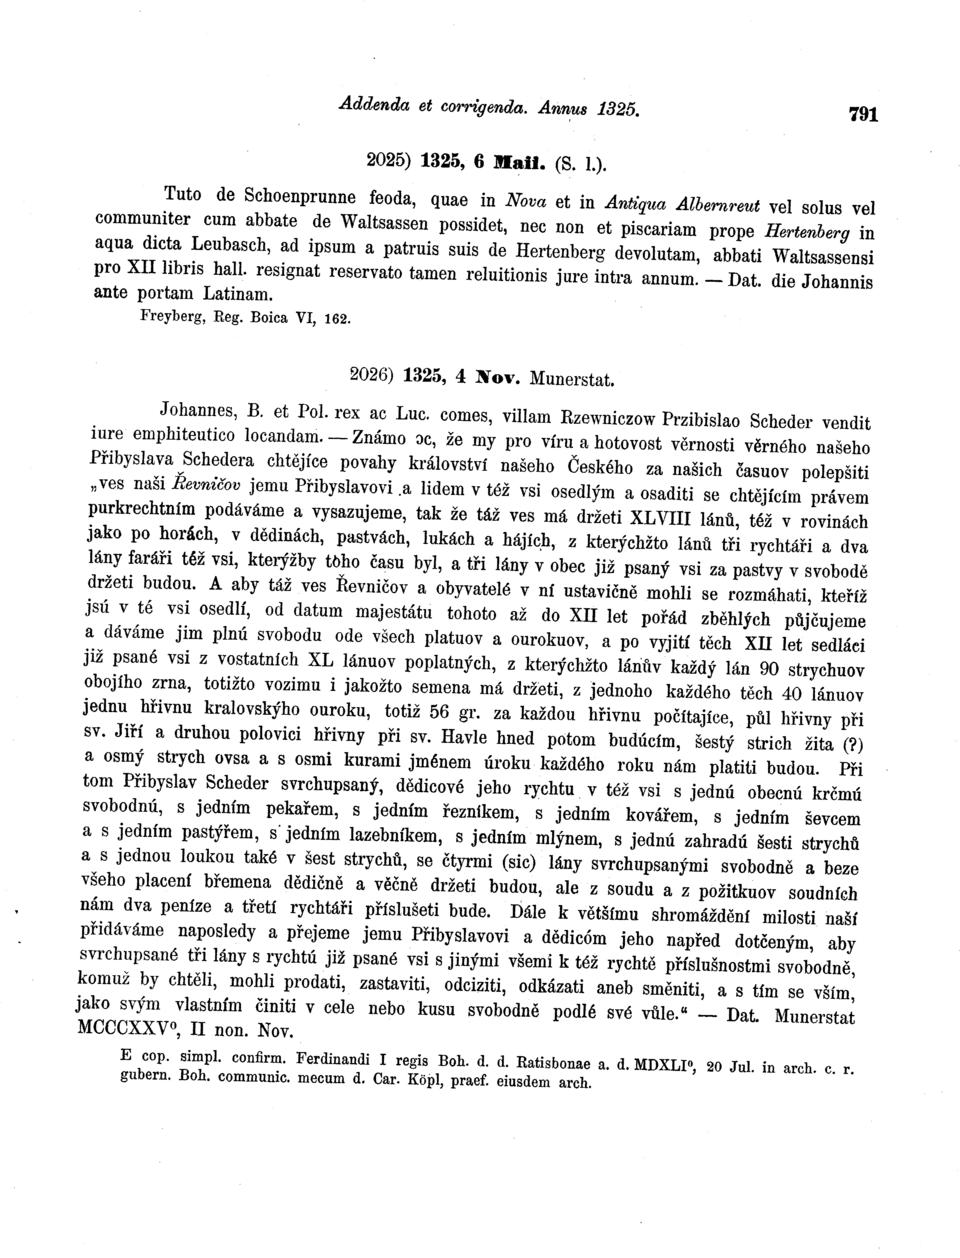 Addenda et corrigenda. Annus 1325.
791
2025) 1325, 6 Maii. (S. l.).
Tuto de Schoenprunne feoda, quae in Nova et in Antiqua Albernreut vel solus vel
communiter cum abbate de Waltsassen possidet, nec non et piscariam prope Hertenberg in
aqua dicta Leubasch, ad ipsum a patruis suis de Hertenberg devolutam, abbati Waltsassensi
pro XII libris hall. resignat reservato tamen reluitionis jure intra annum. — Dat. die Johannis
ante portam Latinam.
Freyberg, Reg. Boica VI, 162.
2026) 1325, 4 Nov. Munerstat.
Johannes, B. et Pol. rex ac Luc. comes, villam Rzewniczow Przibislao Scheder vendit
iure emphiteutico locandam. — Známo ɔc, že my pro víru a hotovost věrnosti věrného našeho
Přibyslava Schedera chtějíce povahy království našeho Českého za našich časuov polepšiti
„ves naši Řevničov jemu Přibyslavovi a lidem v též vsi osedlým a osaditi se chtějícím právem
purkrechtním podáváme a vysazujeme, tak že táž ves má držeti XLVIII lánů, též v rovinách
jako po horách, v dědinách, pastvách, lukách a hájích, z kterýchžto lánů tři rychtáři a dva
lány faráři též vsi, kterýžby toho času byl, a tři lány v obec již psaný vsi za pastvy v svobodě
držeti budou. A aby táž ves Řevničov a obyvatelé v ní ustavičně mohli se rozmáhati, kteříž
jsú v té vsi osedlí, od datum majestátu tohoto až do XII let pořád zběhlých půjčujeme
a dáváme jim plnú svobodu ode všech platuov a ourokuov, a po vyjití těch XII let sedláci
již psané vsi z vostatních XL lánuov poplatných, z kterýchžto lánův každý lán 90 strychuov
obojího zrna, totižto vozimu i jakožto semena má držeti, z jednoho každého těch 40 lánuov
jednu hřivnu kralovskýho ouroku, totiž 56 gr. za každou hřivnu počítajíce, půl hřivny při
sv. Jiří a druhou polovici hřivny při sv. Havle hned potom budúcím, šestý strich žita (?)
a osmý strych ovsa a s osmi kurami jménem úroku každého roku nám platiti budou. Při
tom Přibyslav Scheder svrchupsaný, dědicové jeho rychtu v též vsi s jednú obecnú krčmú
svobodnú, s jedním pekařem, s jedním řezníkem, s jedním kovářem, s jedním ševcem
a s jedním pastýřem, s jedním lazebníkem, s jedním mlýnem, s jednú zahradú šesti strychů
a s jednou loukou také v šest strychů, se čtyrmi (sic) lány svrchupsanými svobodně a beze
všeho placení břemena dědičně a věčně držeti budou, ale z soudu a z požitkuov soudních
nám dva peníze a třetí rychtáři příslušeti bude. Dále k většímu shromáždění milosti naší
přidáváme naposledy a přejeme jemu Přibyslavovi a dědicóm jeho napřed dotčeným, aby
svrchupsané tři lány s rychtú již psané vsi s jinými všemi k též rychtě příslušnostmi svobodně,
komuž by chtěli, mohli prodati, zastaviti, odciziti, odkázati aneb směniti, a s tím se vším,
jako svým vlastním činiti v cele nebo kusu svobodně podlé své vůle.“ — Dat. Munerstat
MCCCXXVº, II non. Nov.
E cop. simpl. confirm. Ferdinandi I regis Boh. d. d. Ratisbonae a. d. MDXLIº, 20 Jul. in arch. c. r.
gubern. Boh. communic. mecum d. Car. Köpl, praef. eiusdem arch.